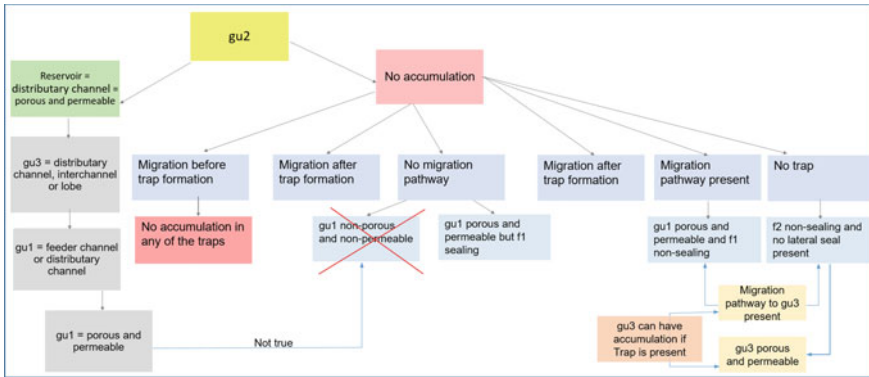 gu2
Reservoir =
distributary channel =
porous and permeable
No accumulation
gu3 = distributary
channel, interchannel
or lobe
Migration before
trap formation
Migration after
trap formation
No migration
pathway
Migration after
trap formation
Migration
pathway present
No trap
No accumulation in
any of the traps
gu1 non-porous
and non-permeable
gu1 porous and
permeable but f1
sealing
gu1 porous and
permeable and f1
non-sealing
f2 non-sealing and
no lateral seal
present
gu1 = feeder channel
or distributary
channel
gu1 = porous and
permeable
Not true
Migration
pathway to gu3
present
gu3 can have
accumulation if
Trap is present
gu3 porous
and permeable